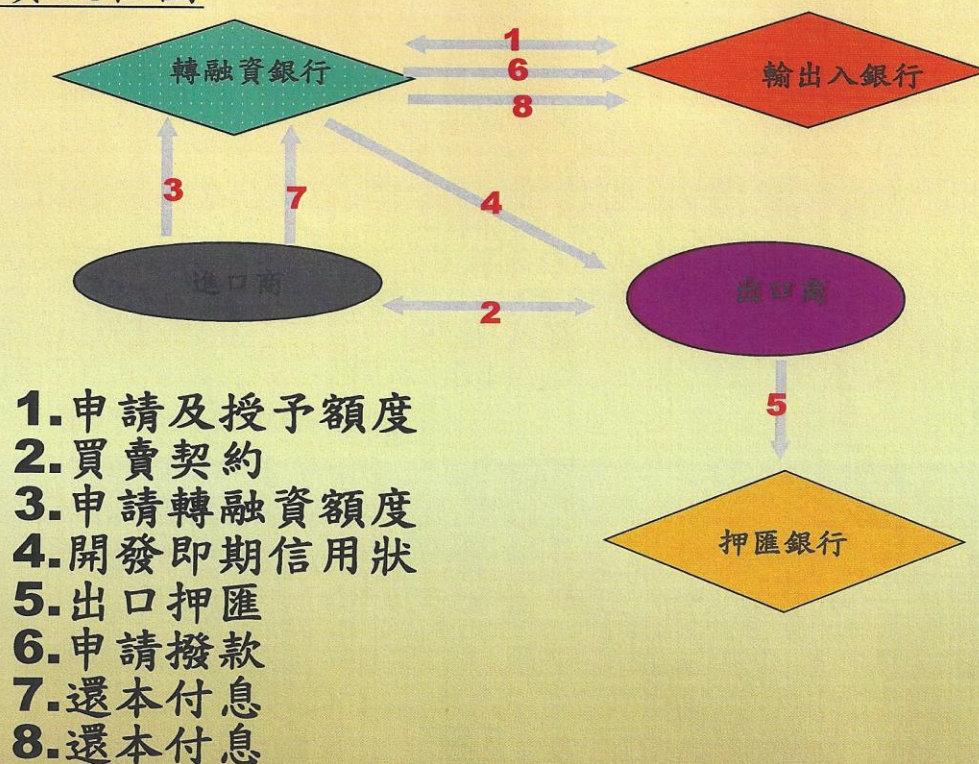 1
轉融資銀行
6
輸出入銀行
8
3
7
4
進口商
出口商
2
5
押匯銀行
1.申請及授予額度
2.買賣契約
3.申請轉融資額度
4.開發即期信用狀
5.出口押匯
6.申請撥款
7.還本付息
8.還本付息